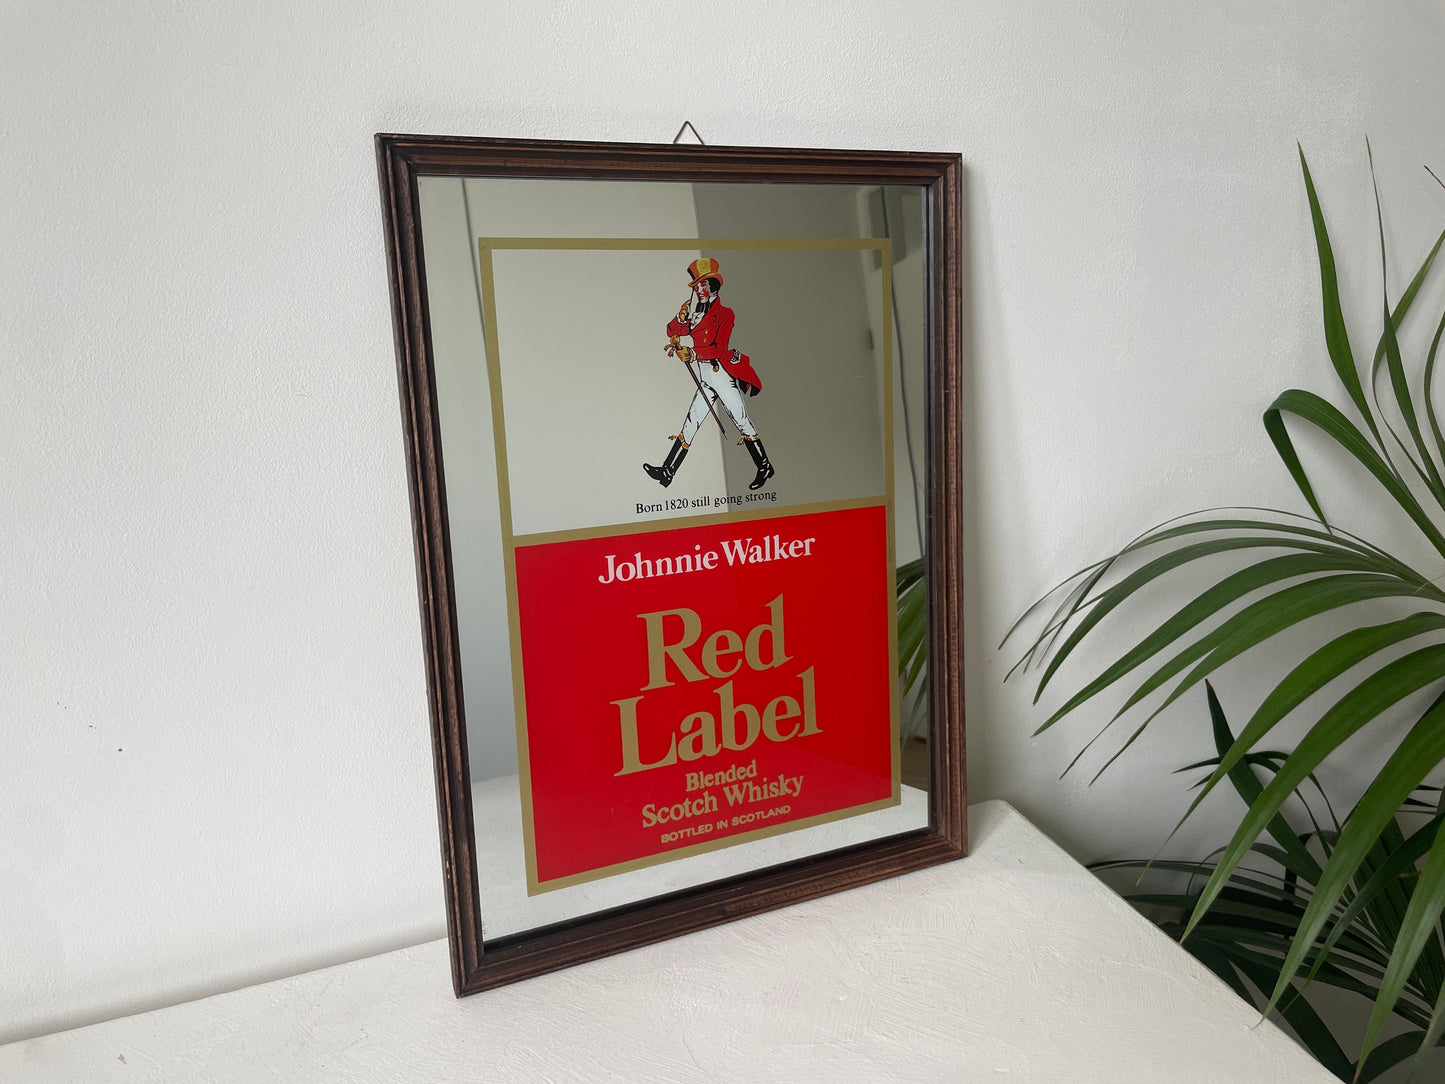 Born 1820 still going strong
Johnnie Walker
Red
Label
Blended
Scotch Whisky
BOTTLED IN SCOTLAND